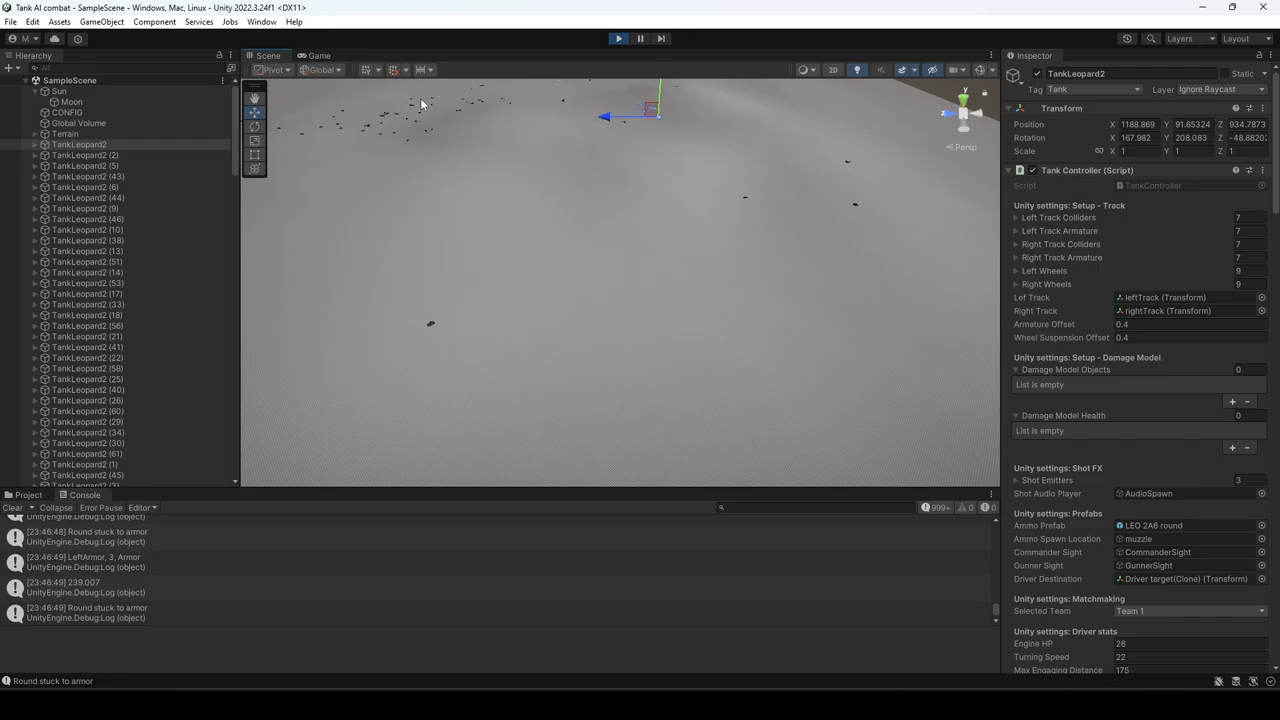 Tank AI combat - SampleScene - Windows, Mac, Linux - Unity 2022.3.24f1 <DX11>
File Edit Assets GameObject Component Services Jobs Window Help
M Layers Layout
Hierarchy
All
SampleScene
Sun
Moon
CONFIG
Global Volume
Terrain
TankLeopard2
TankLeopard2 (2)
TankLeopard2 (5)
TankLeopard2 (43)
TankLeopard2 (6)
TankLeopard2 (44)
TankLeopard2 (9)
TankLeopard2 (46)
TankLeopard2 (10)
TankLeopard2 (38)
TankLeopard2 (13)
TankLeopard2 (51)
TankLeopard2 (14)
TankLeopard2 (53)
TankLeopard2 (17)
TankLeopard2 (33)
TankLeopard2 (18)
TankLeopard2 (56)
TankLeopard2 (21)
TankLeopard2 (41)
TankLeopard2 (22)
TankLeopard2 (58)
TankLeopard2 (25)
TankLeopard2 (40)
TankLeopard2 (26)
TankLeopard2 (60)
TankLeopard2 (29)
TankLeopard2 (34)
TankLeopard2 (30)
TankLeopard2 (61)
TankLeopard2 (1)
TankLeopard2 (45)
Scene Game
Pivot Global 2D
y
z
Persp
Project Console
Clear Collapse Error Pause Editor 999+ 0 0
UnityEngine.Debug:Log (object)
[23:46:48] Round stuck to armor
UnityEngine.Debug:Log (object)
[23:46:49] LeftArmor, 3, Armor
UnityEngine.Debug:Log (object)
[23:46:49] 239.007
UnityEngine.Debug:Log (object)
[23:46:49] Round stuck to armor
UnityEngine.Debug:Log (object)
Round stuck to armor
Inspector
TankLeopard2 Static
Tag Tank Layer Ignore Raycast
Transform
Position X 1188.869 Y 91.65324 Z 934.7873
Rotation X 167.982 Y 208.083 Z -48.88202
Scale X 1 Y 1 Z 1
Tank Controller (Script)
Script TankController
Unity settings: Setup - Track
Left Track Colliders 7
Left Track Armature 7
Right Track Colliders 7
Right Track Armature 7
Left Wheels 9
Right Wheels 9
Lef Track leftTrack (Transform)
Right Track rightTrack (Transform)
Armature Offset 0.4
Wheel Suspension Offset 0.4
Unity settings: Setup - Damage Model
Damage Model Objects 0
List is empty
+ -
Damage Model Health 0
List is empty
+ -
Unity settings: Shot FX
Shot Emitters 3
Shot Audio Player AudioSpawn
Unity settings: Prefabs
Ammo Prefab LEO 2A6 round
Ammo Spawn Location muzzle
Commander Sight CommanderSight
Gunner Sight GunnerSight
Driver Destination Driver target(Clone) (Transform)
Unity settings: Matchmaking
Selected Team Team 1
Unity settings: Driver stats
Engine HP 26
Turning Speed 22
Max Engaging Distance 175